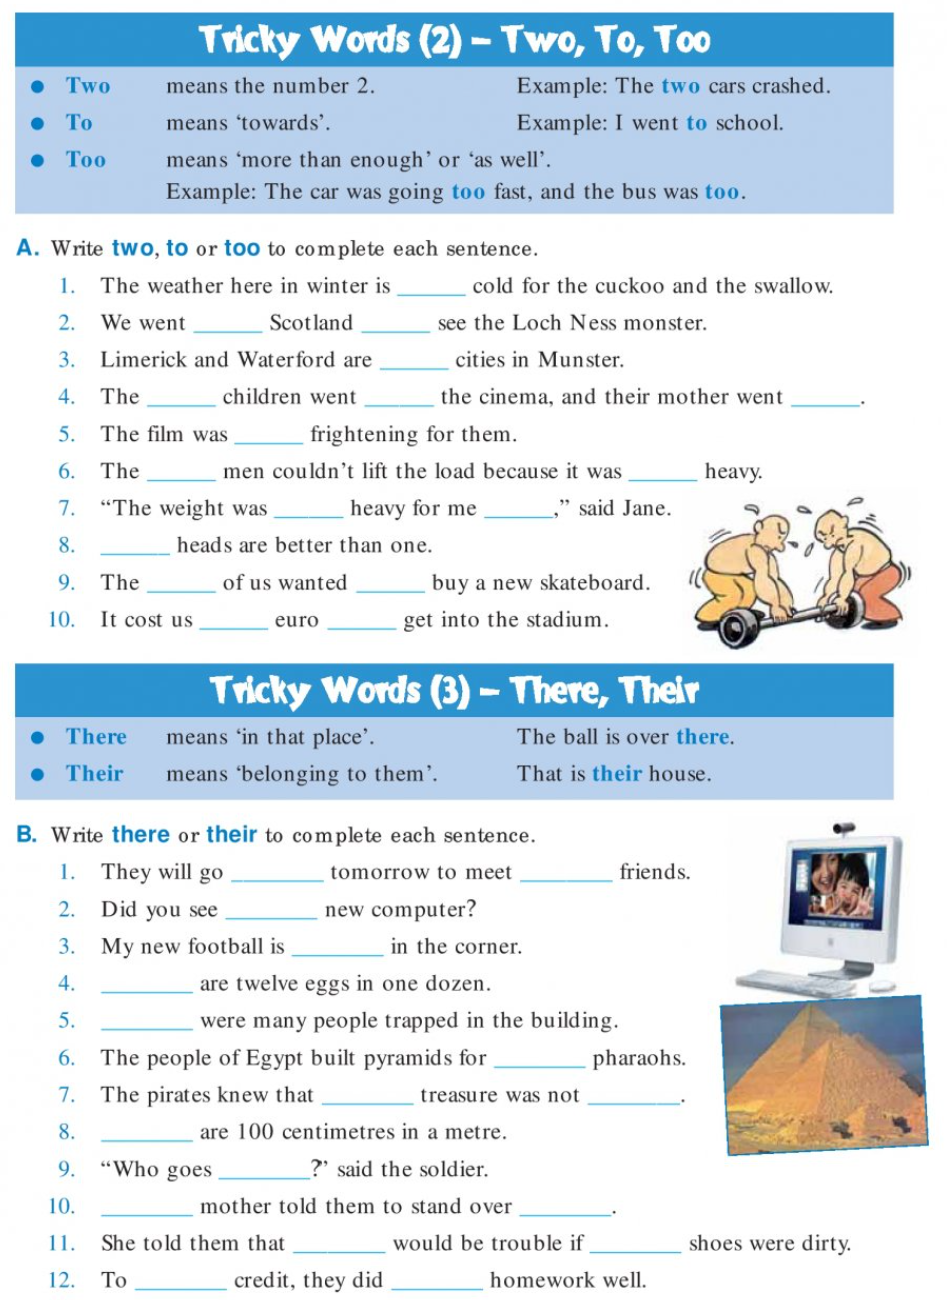 Tricky Words (2) – Two, To, Too
• Two means the number 2. Example: The two cars crashed.
• To means ‘towards’. Example: I went to school.
• Too means ‘more than enough’ or ‘as well’.
Example: The car was going too fast, and the bus was too.
A. Write two, to or too to complete each sentence.
1. The weather here in winter is ______ cold for the cuckoo and the swallow.
2. We went ______ Scotland ______ see the Loch Ness monster.
3. Limerick and Waterford are ______ cities in Munster.
4. The ______ children went ______ the cinema, and their mother went ______.
5. The film was ______ frightening for them.
6. The ______ men couldn’t lift the load because it was ______ heavy.
7. “The weight was ______ heavy for me ______,” said Jane.
8. ______ heads are better than one.
9. The ______ of us wanted ______ buy a new skateboard.
10. It cost us ______ euro ______ get into the stadium.
Tricky Words (3) – There, Their
• There means ‘in that place’. The ball is over there.
• Their means ‘belonging to them’. That is their house.
B. Write there or their to complete each sentence.
1. They will go ________ tomorrow to meet ________ friends.
2. Did you see ________ new computer?
3. My new football is ________ in the corner.
4. ________ are twelve eggs in one dozen.
5. ________ were many people trapped in the building.
6. The people of Egypt built pyramids for ________ pharaohs.
7. The pirates knew that ________ treasure was not ________.
8. ________ are 100 centimetres in a metre.
9. “Who goes ________?’ said the soldier.
10. ________ mother told them to stand over ________.
11. She told them that ________ would be trouble if ________ shoes were dirty.
12. To ________ credit, they did ________ homework well.